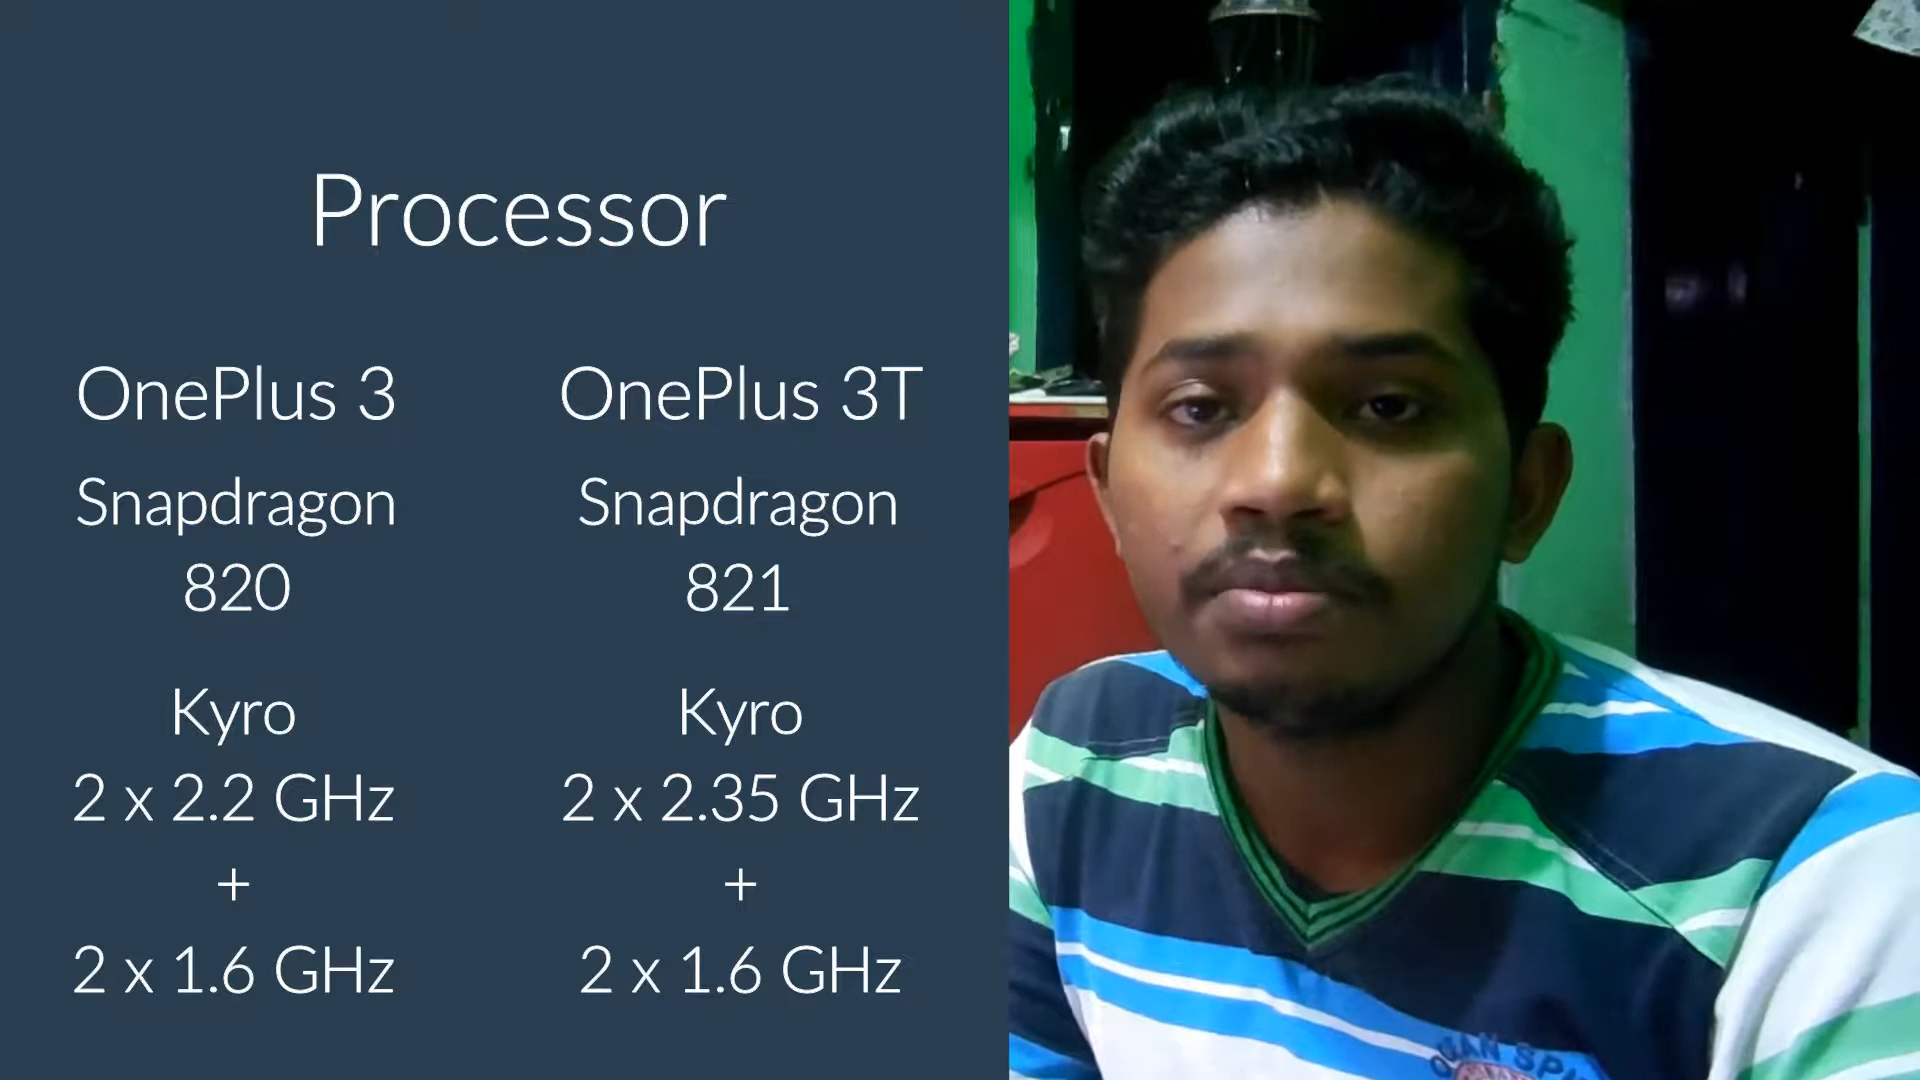 Processor
OnePlus 3
Snapdragon
820
Kyro
2 x 2.2 GHz
+
2 x 1.6 GHz
OnePlus 3T
Snapdragon
821
Kyro
2 x 2.35 GHz
+
2 x 1.6 GHz